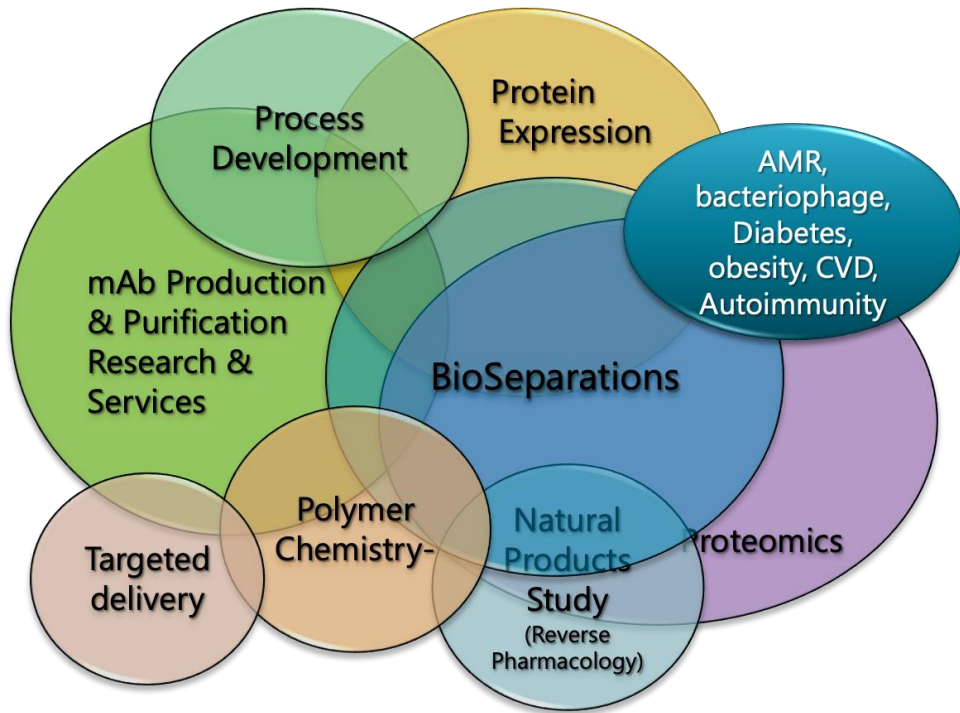 Process
Development
Protein
Expression
AMR,
bacteriophage,
Diabetes,
obesity, CVD,
Autoimmunity
mAb Production
& Purification
Research &
Services
BioSeparations
Polymer
Chemistry-
Natural
Products
Study
(Reverse
Pharmacology)
Proteomics
Targeted
delivery